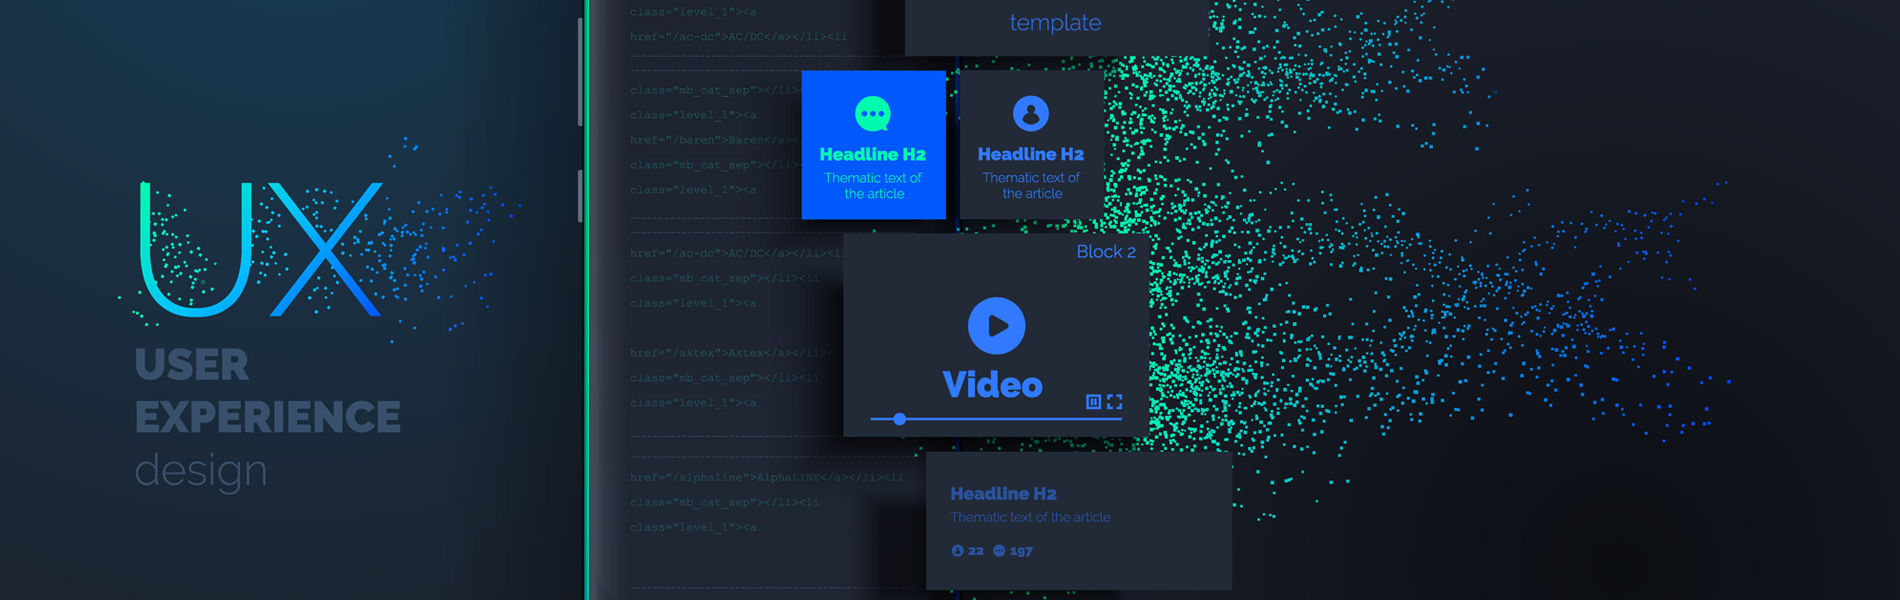 UX
USER
EXPERIENCE
design
class="level_1"><a
href="/ac-dc">AC/DC</a></li><li
class="mb_cat_sep"></li>
class="level_1"><a
href="/baren">Baren</a>
class="mb_cat_sep"></li>
class="level_1"><a
href="/ac-dc">AC/DC</a></li>
class="mb_cat_sep"></li><li
class="level_1"><a
href="/aktex">Aktex</a></li>
class="mb_cat_sep"></li><li
class="level_1"><a
href="/alphaline">AlphaLINE</a></li><li
class="mb_cat_sep"></li><li
class="level_1"><a
template
Headline H2
Thematic text of
the article
Headline H2
Thematic text of
the article
Block 2
Video
Headline H2
Thematic text of the article
22 197